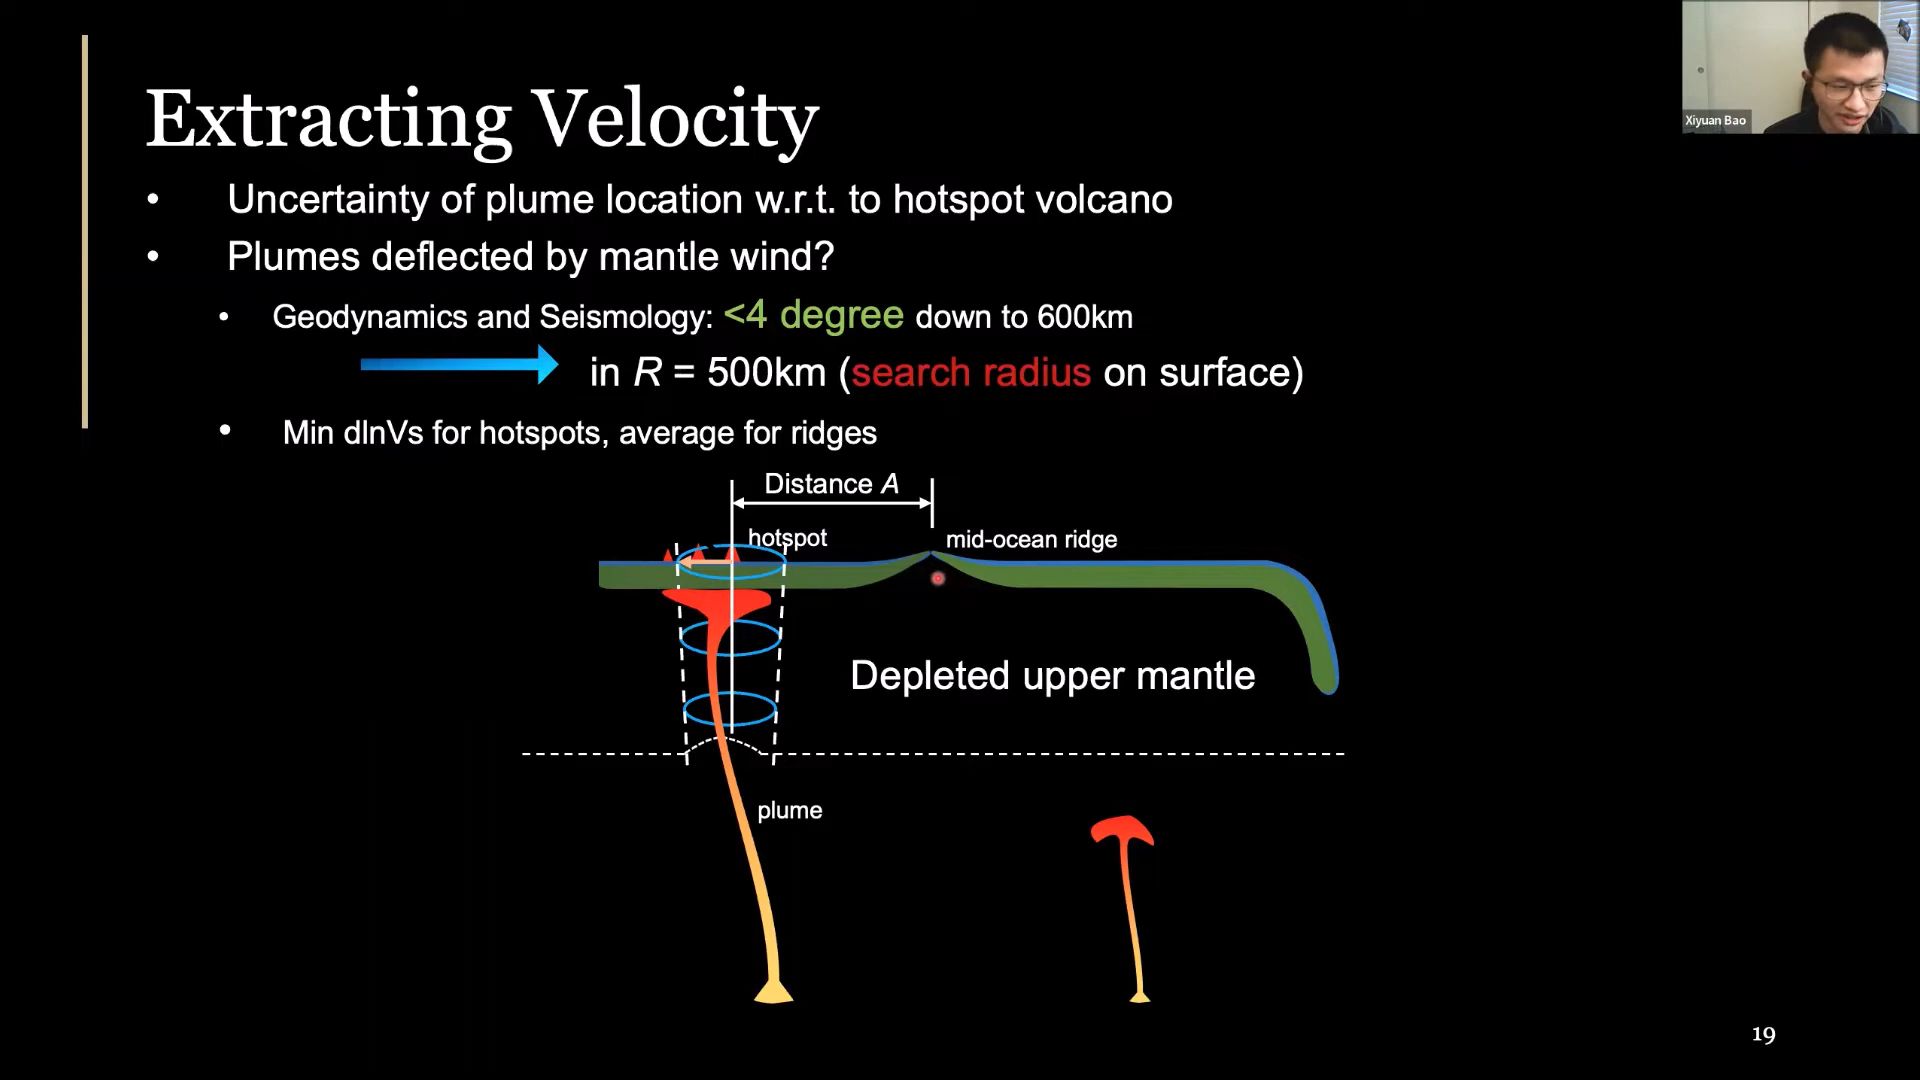 Extracting Velocity
Xiyuan Bao
• Uncertainty of plume location w.r.t. to hotspot volcano
• Plumes deflected by mantle wind?
• Geodynamics and Seismology: <4 degree down to 600km
in R = 500km (search radius on surface)
• Min dlnVs for hotspots, average for ridges
Distance A
hotspot
mid-ocean ridge
Depleted upper mantle
plume
19